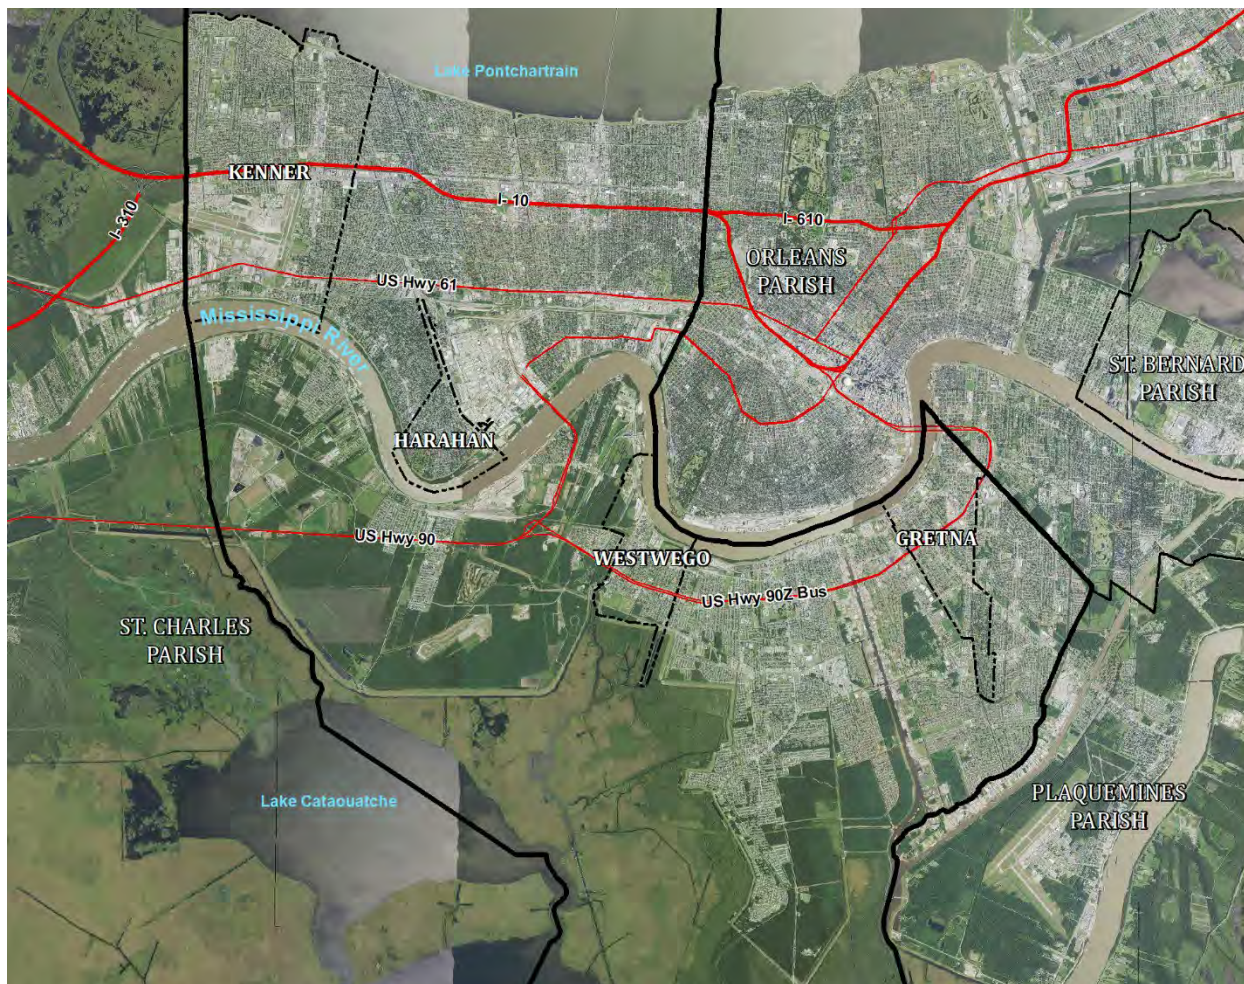 Lake Pontchartrain
KENNER
I- 10
I- 310
I- 610
ORLEANS
PARISH
US Hwy 61
Mississippi River
ST. BERNARD
PARISH
HARAHAN
US Hwy 90
WESTWEGO
GRETNA
US Hwy 90Z Bus
ST. CHARLES
PARISH
Lake Cataouatche
PLAQUEMINES
PARISH